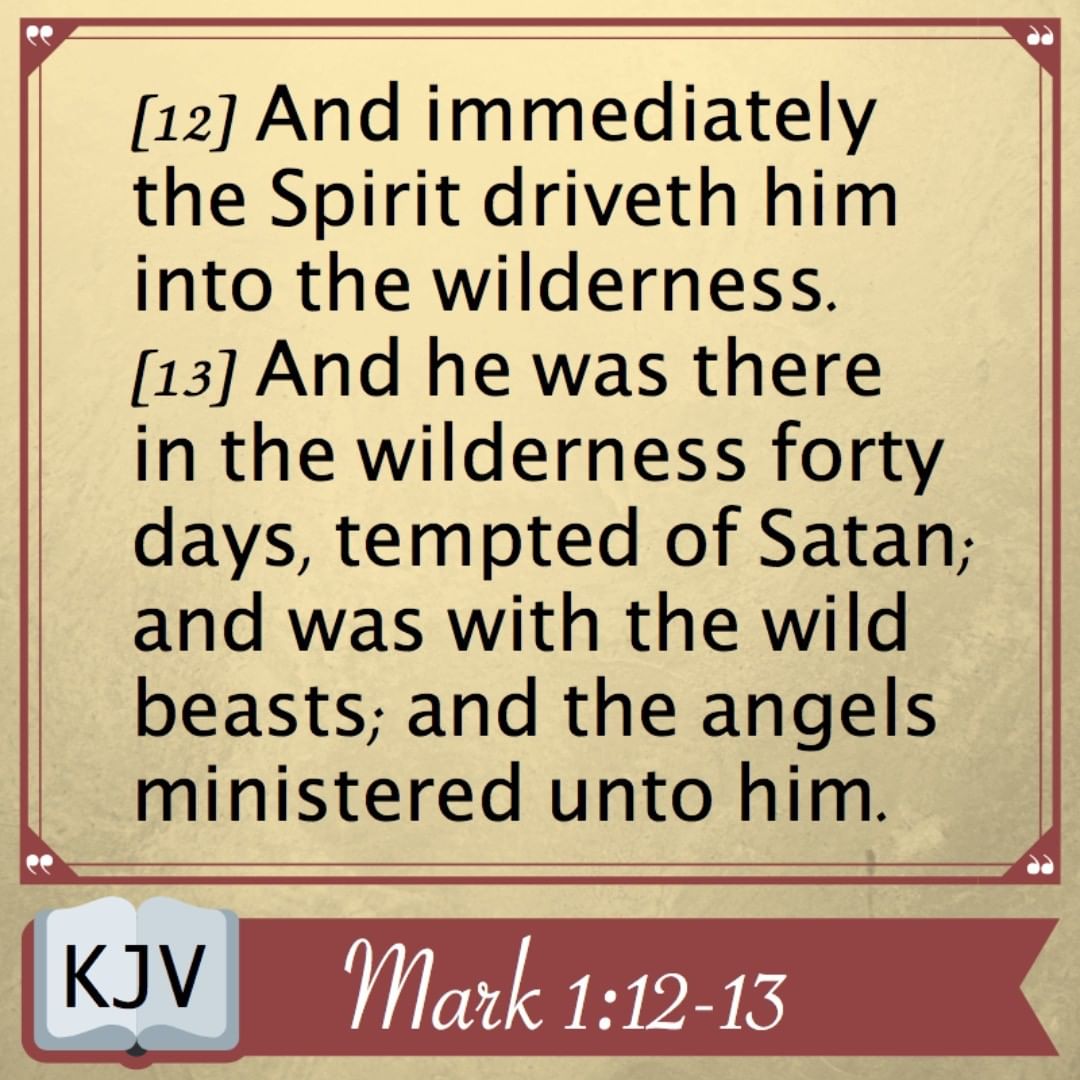 [12] And immediately
the Spirit driveth him
into the wilderness.
[13] And he was there
in the wilderness forty
days, tempted of Satan;
and was with the wild
beasts; and the angels
ministered unto him.
KJV
Mark 1:12-13